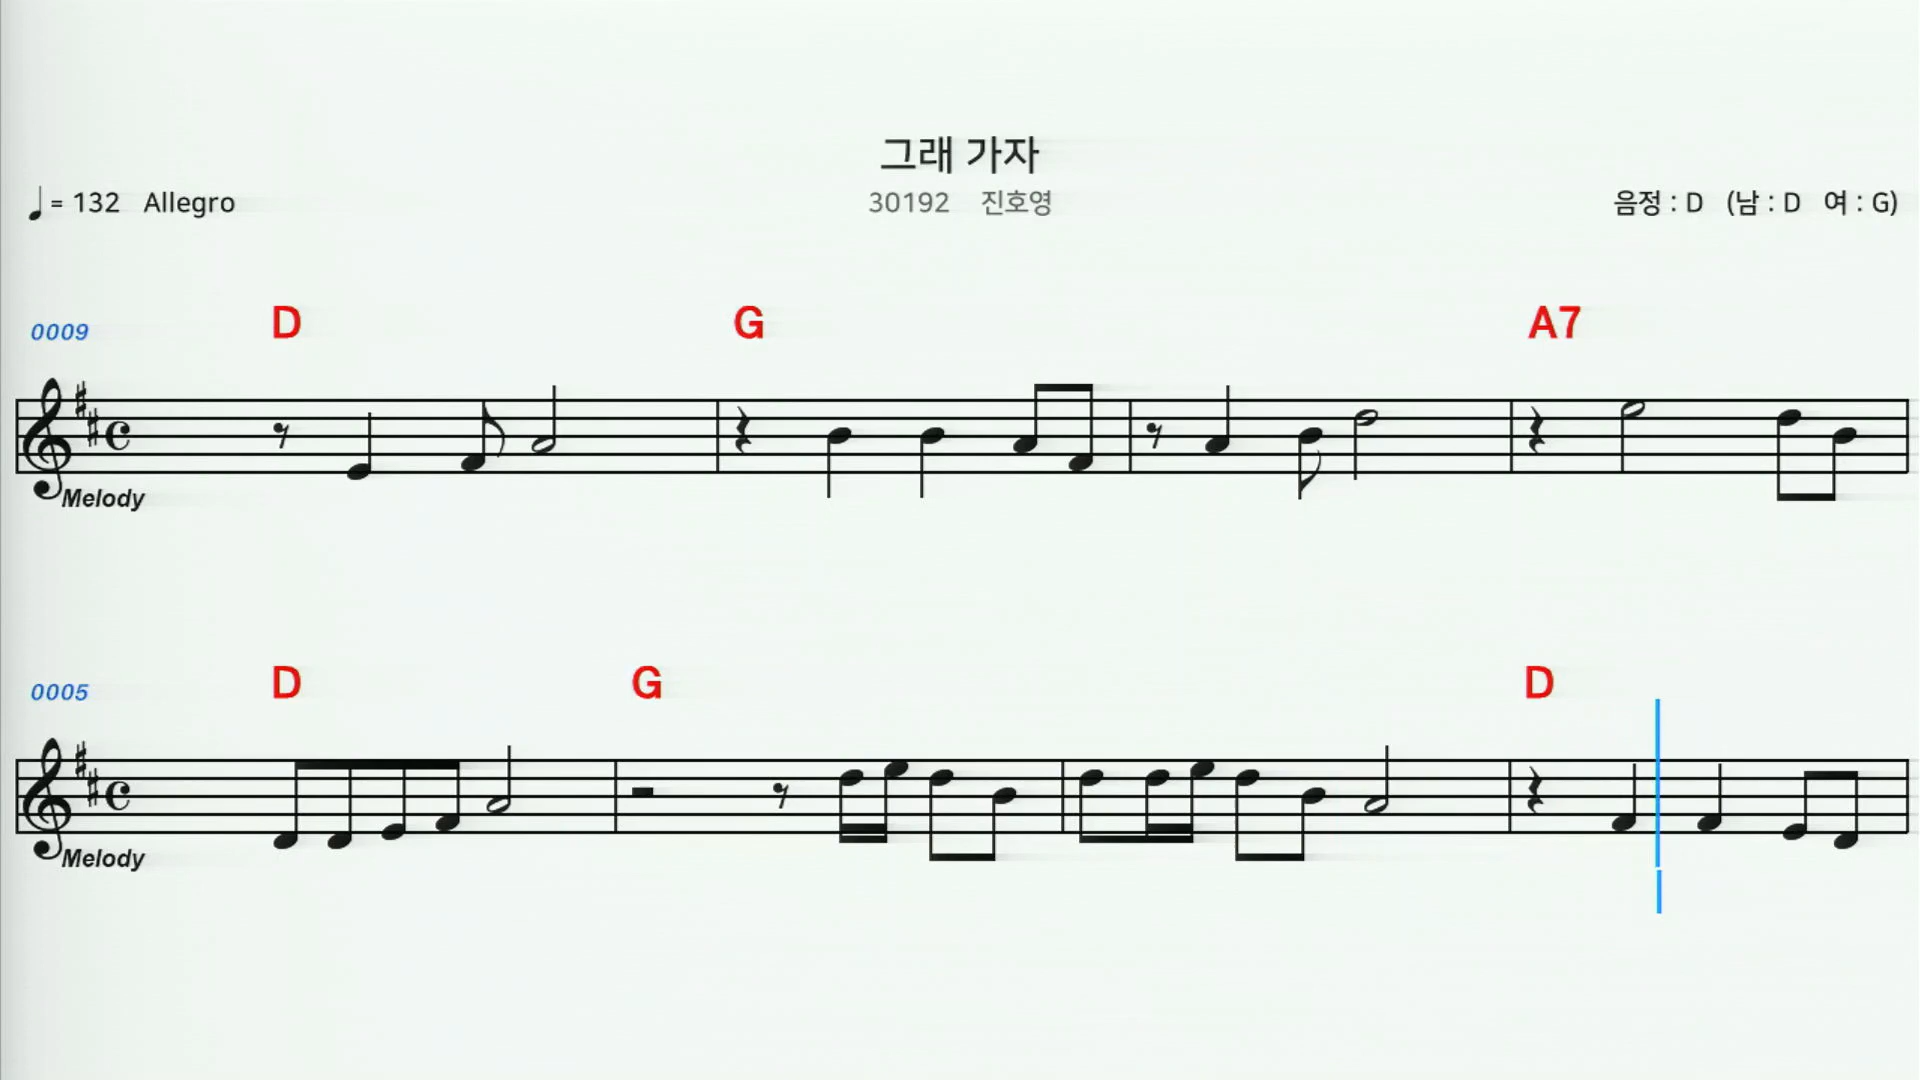 그래 가자
♩ = 132 Allegro 30192 진호영 음정 : D (남 : D 여 : G)
0009 D G A7
Melody
0005 D G D
Melody